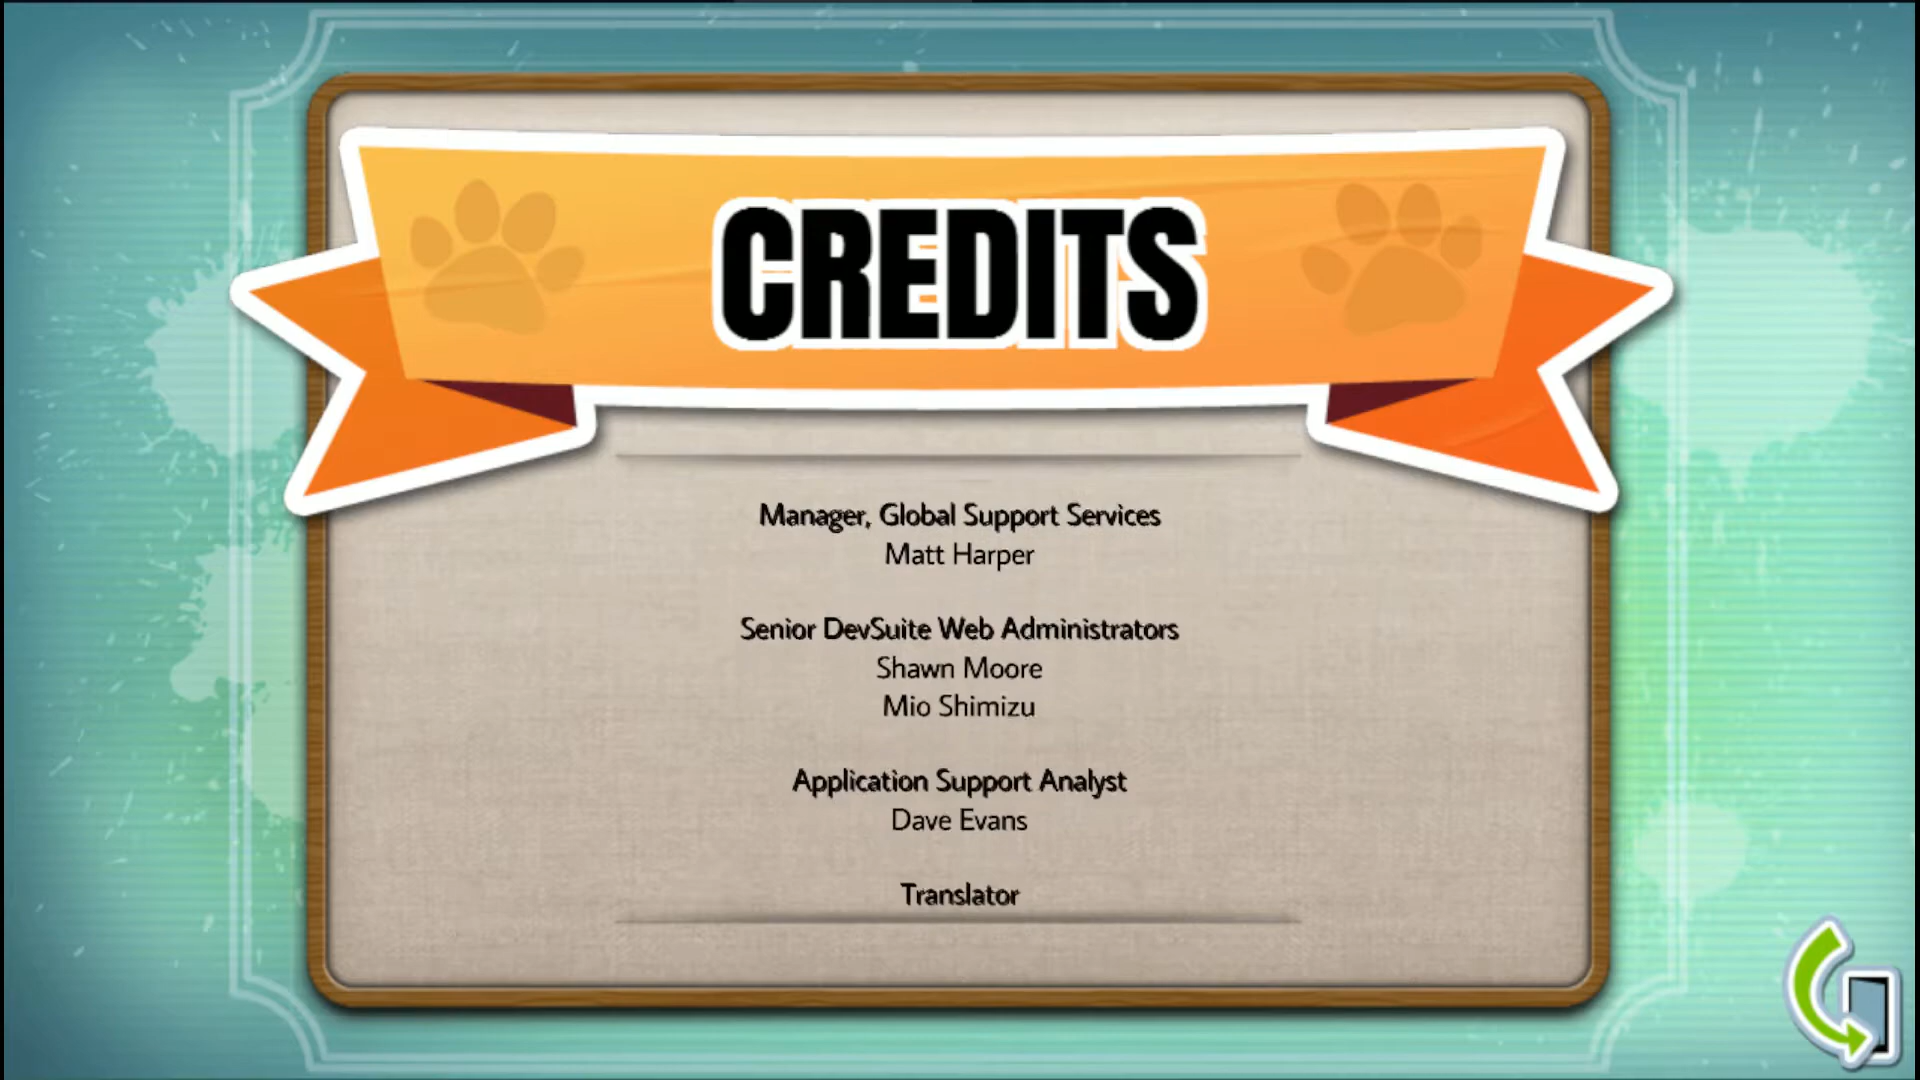 CREDITS
Manager, Global Support Services
Matt Harper
Senior DevSuite Web Administrators
Shawn Moore
Mio Shimizu
Application Support Analyst
Dave Evans
Translator